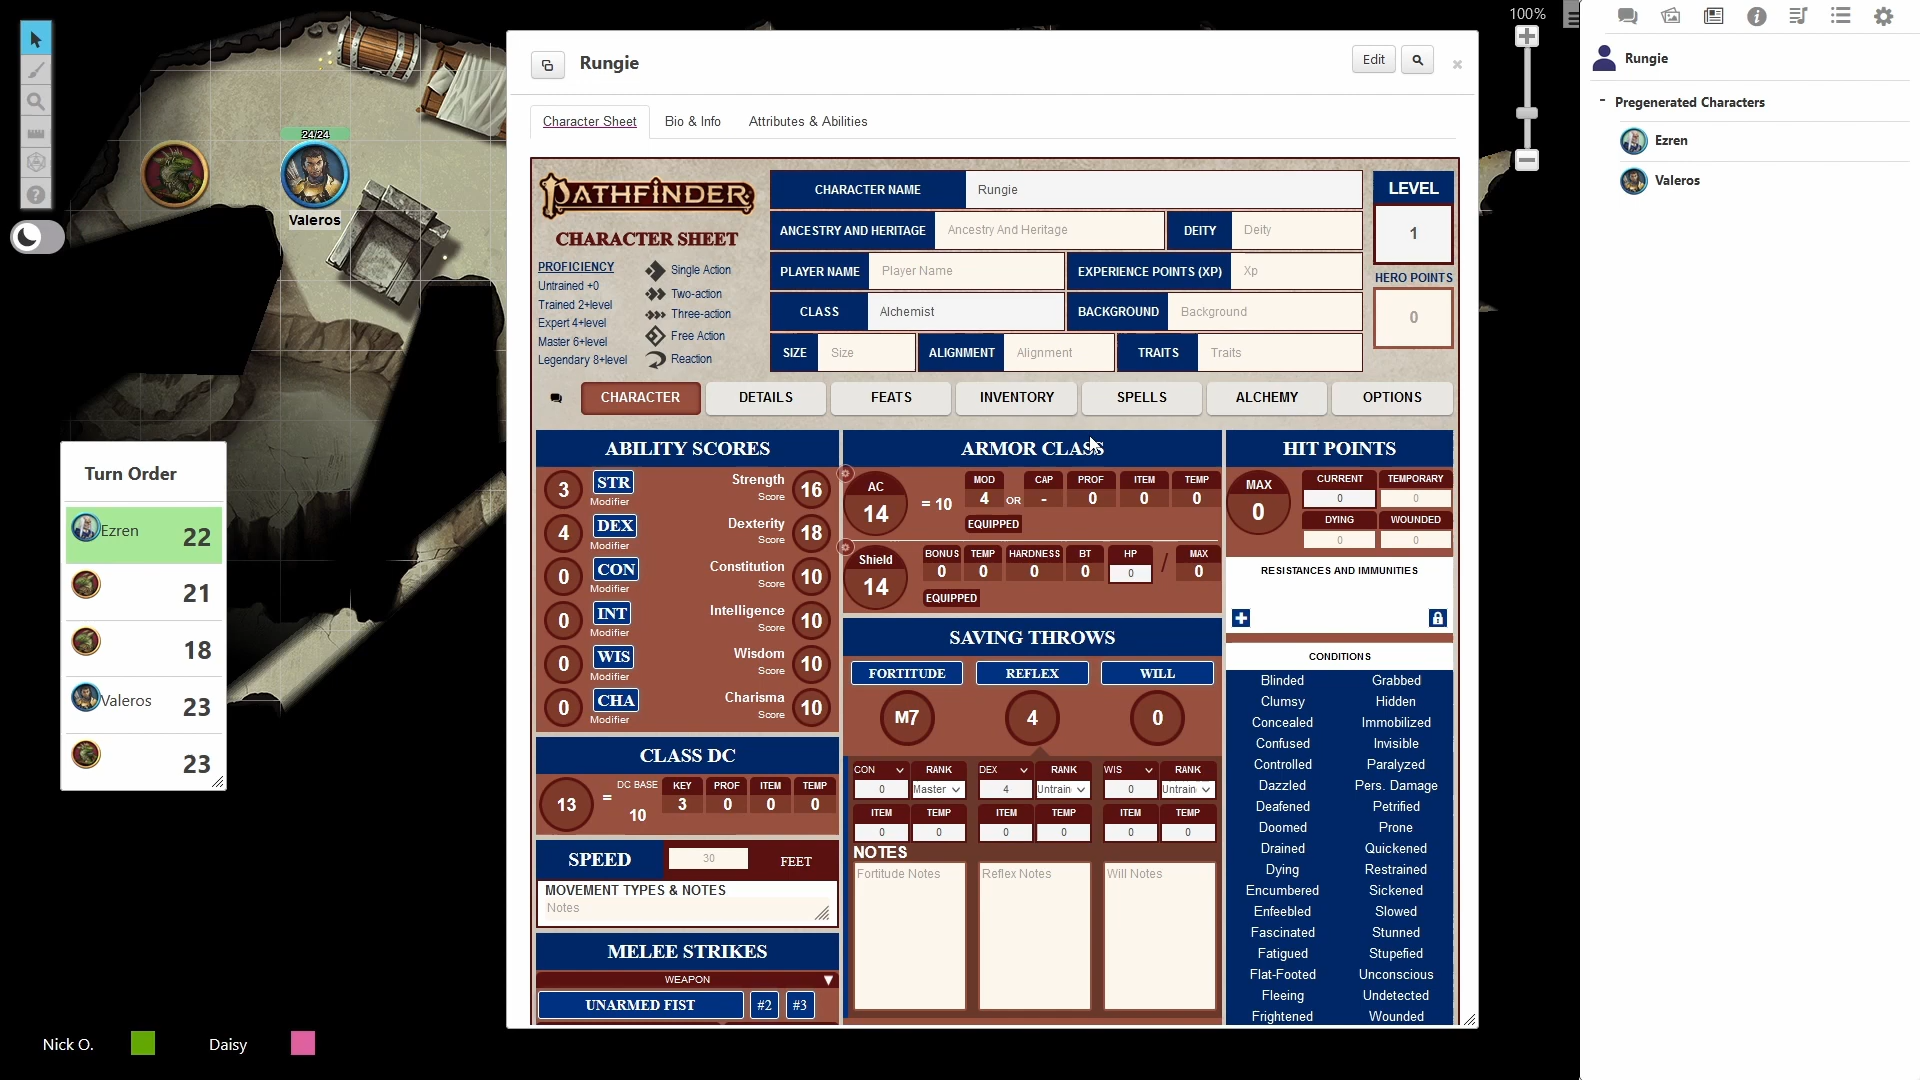 100%
24/24
Valeros
Turn Order
Ezren 22
21
18
Valeros 23
23
Nick O.
Daisy
Rungie
Edit
Character Sheet
Bio & Info
Attributes & Abilities
PATHFINDER
CHARACTER SHEET
PROFICIENCY
Untrained +0
Trained 2+level
Expert 4+level
Master 6+level
Legendary 8+level
Single Action
Two-action
Three-action
Free Action
Reaction
CHARACTER NAME Rungie
ANCESTRY AND HERITAGE Ancestry And Heritage DEITY Deity
PLAYER NAME Player Name EXPERIENCE POINTS (XP) Xp
CLASS Alchemist BACKGROUND Background
SIZE Size ALIGNMENT Alignment TRAITS Traits
LEVEL
1
HERO POINTS
0
CHARACTER DETAILS FEATS INVENTORY SPELLS ALCHEMY OPTIONS
ABILITY SCORES
3 STR Modifier Strength Score 16
4 DEX Modifier Dexterity Score 18
0 CON Modifier Constitution Score 10
0 INT Modifier Intelligence Score 10
0 WIS Modifier Wisdom Score 10
0 CHA Modifier Charisma Score 10
CLASS DC
DC BASE KEY PROF ITEM TEMP
13 = 10 3 0 0 0
SPEED 30 FEET
MOVEMENT TYPES & NOTES
Notes
MELEE STRIKES
WEAPON
UNARMED FIST #2 #3
ARMOR CLASS
AC MOD CAP PROF ITEM TEMP
14 = 10 4 OR - 0 0 0
EQUIPPED
Shield BONUS TEMP HARDNESS BT HP MAX
14 0 0 0 0 0 / 0
EQUIPPED
SAVING THROWS
FORTITUDE REFLEX WILL
M7 4 0
CON RANK DEX RANK WIS RANK
0 Master 4 Untrain 0 Untrain
ITEM TEMP ITEM TEMP ITEM TEMP
0 0 0 0 0 0
NOTES
Fortitude Notes Reflex Notes Will Notes
HIT POINTS
MAX CURRENT TEMPORARY
0 0 0
DYING WOUNDED
0 0
RESISTANCES AND IMMUNITIES
CONDITIONS
Blinded Grabbed
Clumsy Hidden
Concealed Immobilized
Confused Invisible
Controlled Paralyzed
Dazzled Pers. Damage
Deafened Petrified
Doomed Prone
Drained Quickened
Dying Restrained
Encumbered Sickened
Enfeebled Slowed
Fascinated Stunned
Fatigued Stupefied
Flat-Footed Unconscious
Fleeing Undetected
Frightened Wounded
Rungie
- Pregenerated Characters
Ezren
Valeros